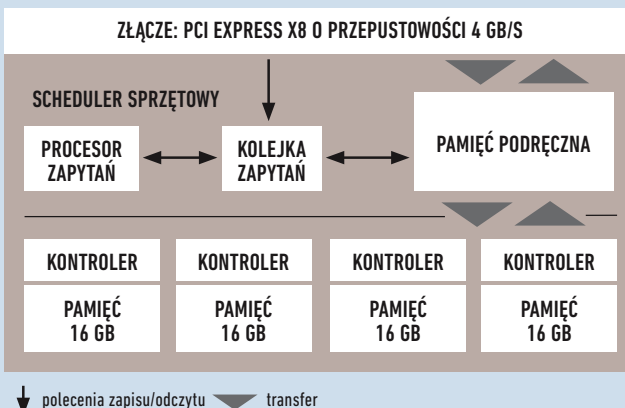 ZŁĄCZE: PCI EXPRESS X8 O PRZEPUSTOWOŚCI 4 GB/S
SCHEDULER SPRZĘTOWY
PROCESOR
ZAPYTAŃ
KOLEJKA
ZAPYTAŃ
PAMIĘĆ PODRĘCZNA
KONTROLER
KONTROLER
KONTROLER
KONTROLER
PAMIĘĆ
16 GB
PAMIĘĆ
16 GB
PAMIĘĆ
16 GB
PAMIĘĆ
16 GB
polecenia zapisu/odczytu
transfer